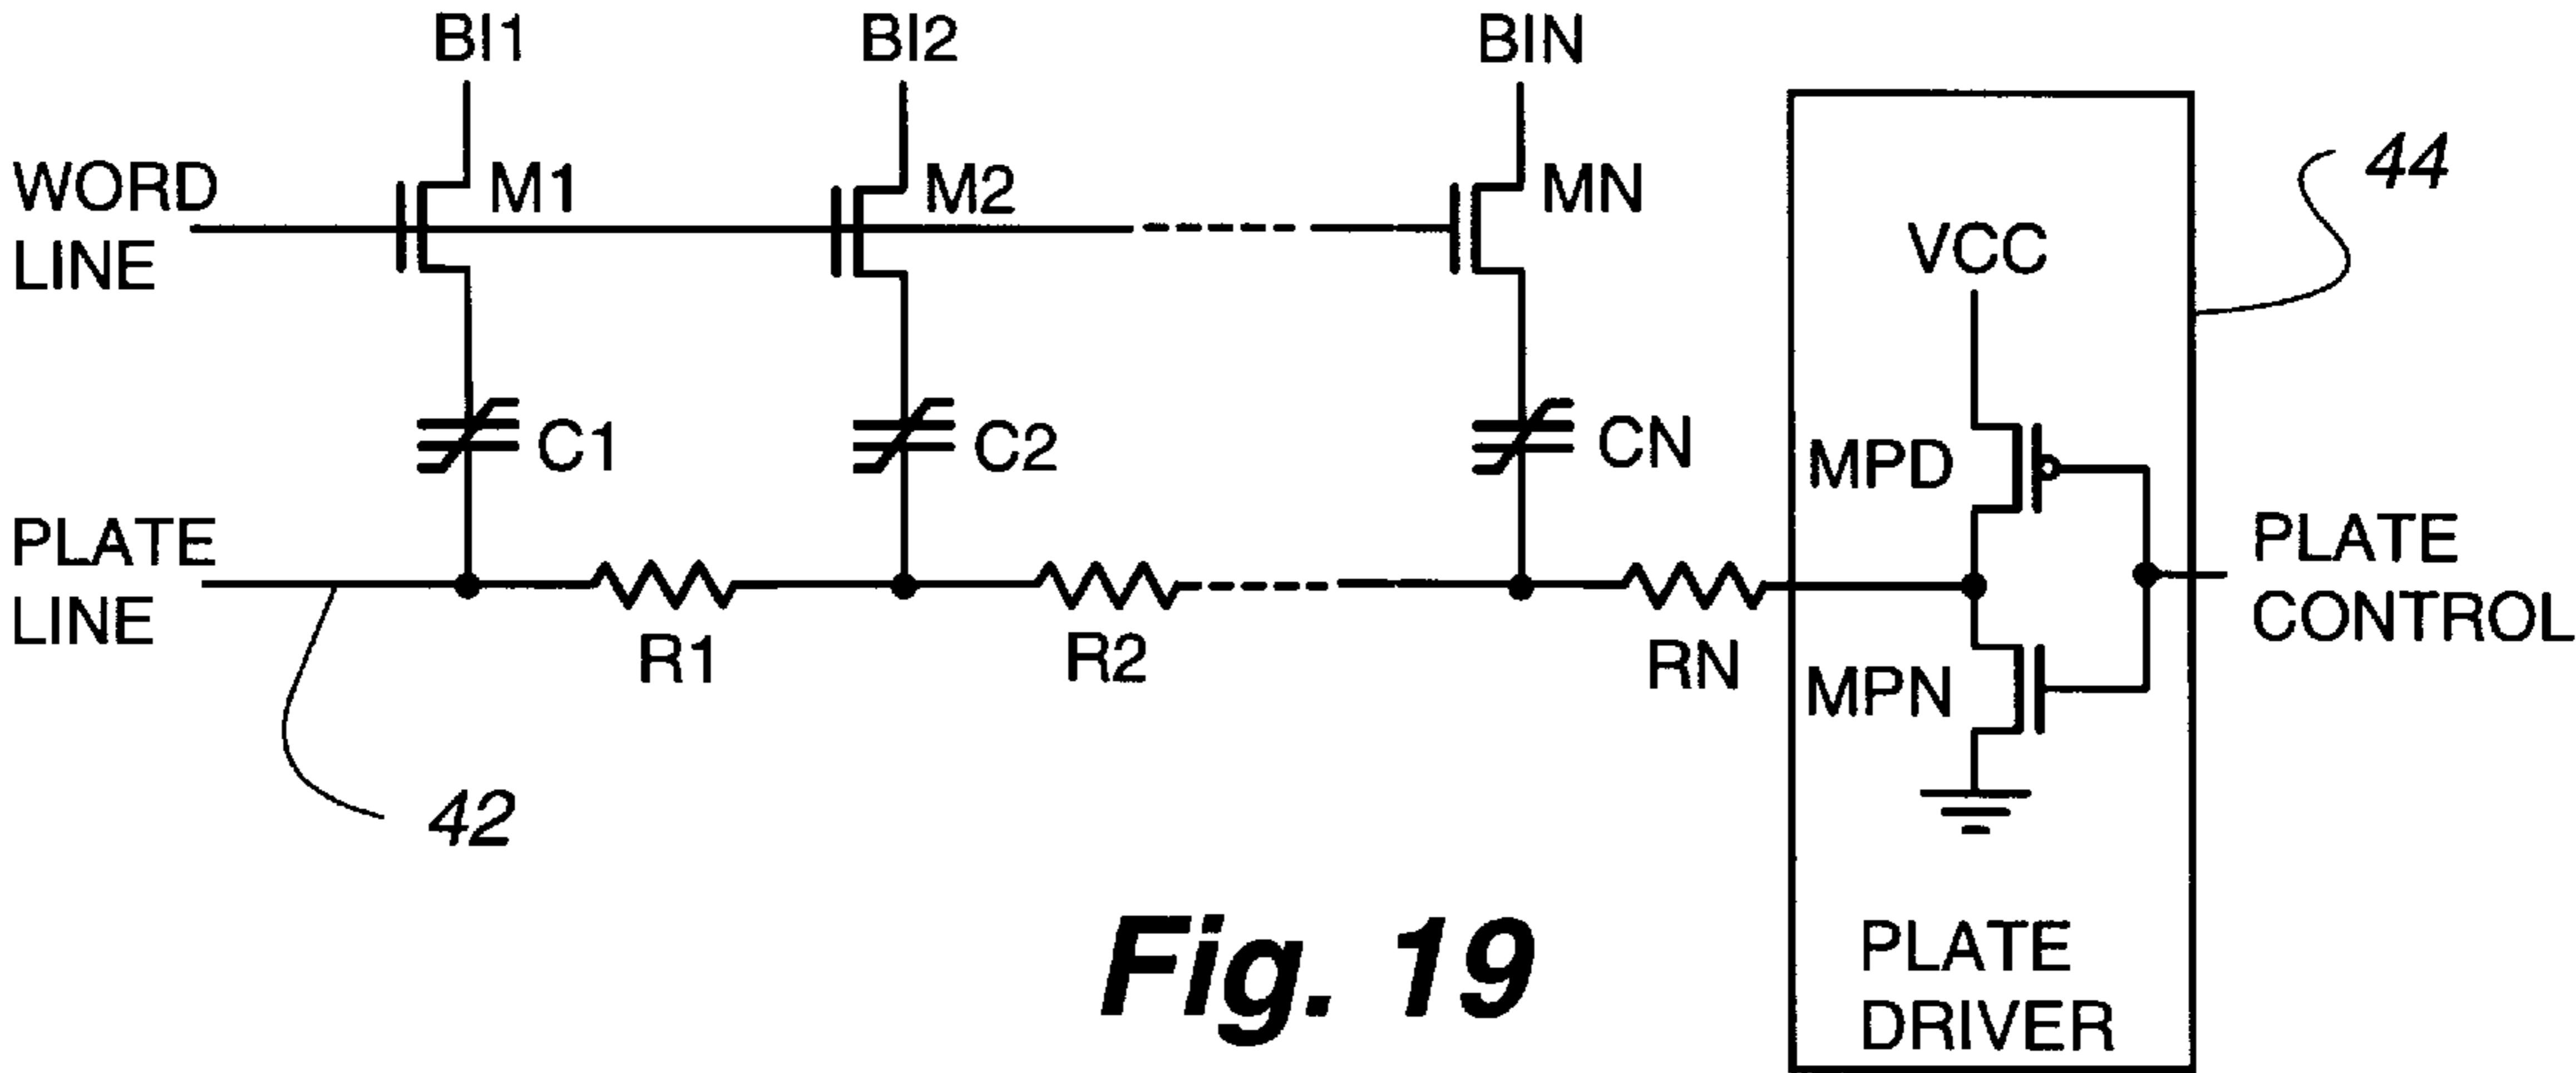 BI1
BI2
BIN
WORD
LINE
M1
M2
MN
44
VCC
C1
C2
CN
MPD
PLATE
LINE
R1
R2
RN
MPN
PLATE
CONTROL
42
PLATE
DRIVER
Fig. 19